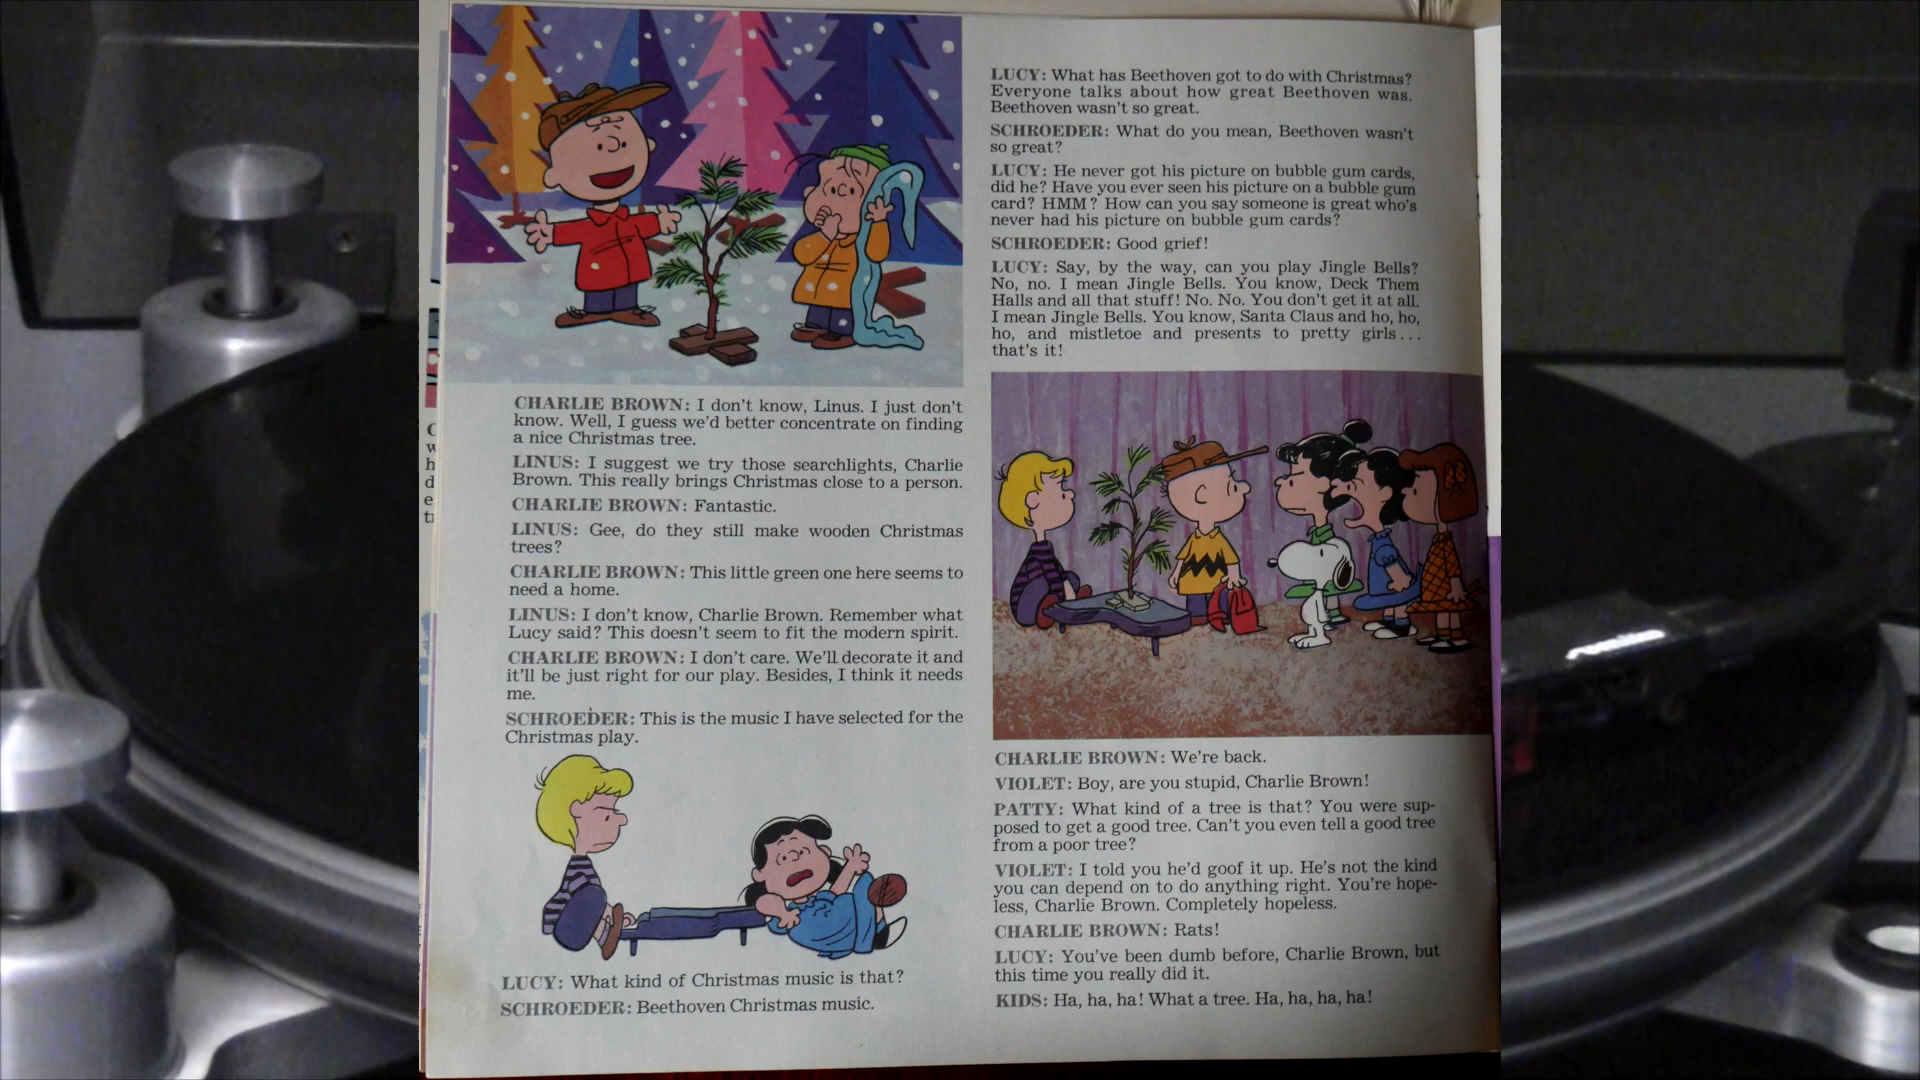 CHARLIE BROWN: I don't know, Linus. I just don't
know. Well, I guess we'd better concentrate on finding
a nice Christmas tree.
LINUS: I suggest we try those searchlights, Charlie
Brown. This really brings Christmas close to a person.
CHARLIE BROWN: Fantastic.
LINUS: Gee, do they still make wooden Christmas
trees?
CHARLIE BROWN: This little green one here seems to
need a home.
LINUS: I don't know, Charlie Brown. Remember what
Lucy said? This doesn't seem to fit the modern spirit.
CHARLIE BROWN: I don't care. We'll decorate it and
it'll be just right for our play. Besides, I think it needs
me.
SCHROEDER: This is the music I have selected for the
Christmas play.
LUCY: What kind of Christmas music is that?
SCHROEDER: Beethoven Christmas music.
LUCY: What has Beethoven got to do with Christmas?
Everyone talks about how great Beethoven was.
Beethoven wasn't so great.
SCHROEDER: What do you mean, Beethoven wasn't
so great?
LUCY: He never got his picture on bubble gum cards,
did he? Have you ever seen his picture on a bubble gum
card? HMM? How can you say someone is great who's
never had his picture on bubble gum cards?
SCHROEDER: Good grief!
LUCY: Say, by the way, can you play Jingle Bells?
No, no. I mean Jingle Bells. You know, Deck Them
Halls and all that stuff! No. No. You don't get it at all.
I mean Jingle Bells. You know, Santa Claus and ho, ho,
ho, and mistletoe and presents to pretty girls...
that's it!
CHARLIE BROWN: We're back.
VIOLET: Boy, are you stupid, Charlie Brown!
PATTY: What kind of a tree is that? You were sup-
posed to get a good tree. Can't you even tell a good tree
from a poor tree?
VIOLET: I told you he'd goof it up. He's not the kind
you can depend on to do anything right. You're hope-
less, Charlie Brown. Completely hopeless.
CHARLIE BROWN: Rats!
LUCY: You've been dumb before, Charlie Brown, but
this time you really did it.
KIDS: Ha, ha, ha! What a tree. Ha, ha, ha, ha!